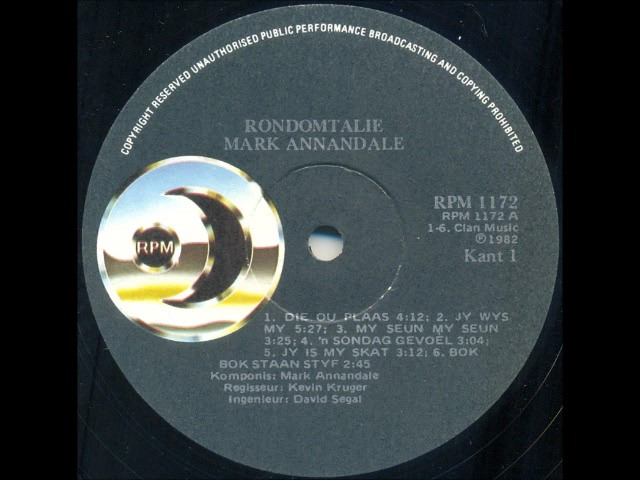 COPYRIGHT RESERVED UNAUTHORISED PUBLIC PERFORMANCE BROADCASTING AND COPYING PROHIBITED
RONDOMTALIE
MARK ANNANDALE
RPM 1172
RPM 1172 A
1-6. Clan Music
℗1982
Kant 1
RPM
1. DIE OU PLAAS 4:12; 2. JY WYS
MY 5:27; 3. MY SEUN MY SEUN
3:25; 4. 'n SONDAG GEVOEL 3:04;
5. JY IS MY SKAT 3:12; 6. BOK
BOK STAAN STYF 2:45
Komponis: Mark Annandale
Regisseur: Kevin Kruger
Ingenieur: David Segal